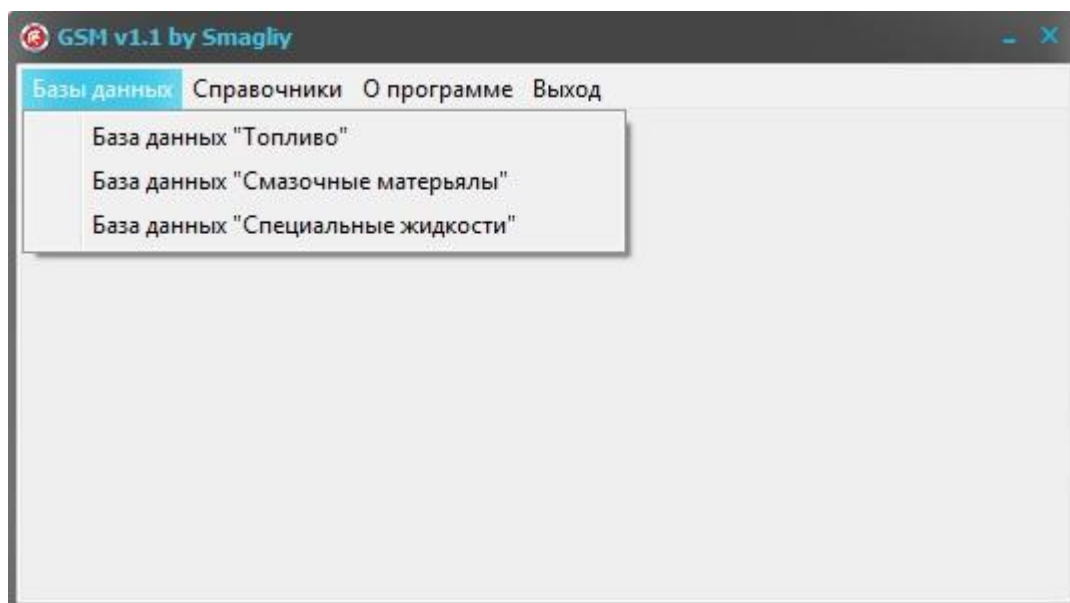 GSM v1.1 by Smagliy
Базы данных Справочники О программе Выход
База данных "Топливо"
База данных "Смазочные матерьялы"
База данных "Специальные жидкости"